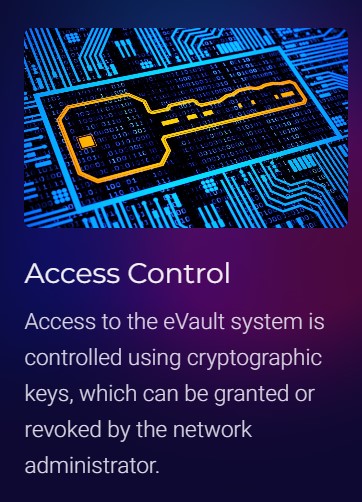 Access Control
Access to the eVault system is
controlled using cryptographic
keys, which can be granted or
revoked by the network
administrator.